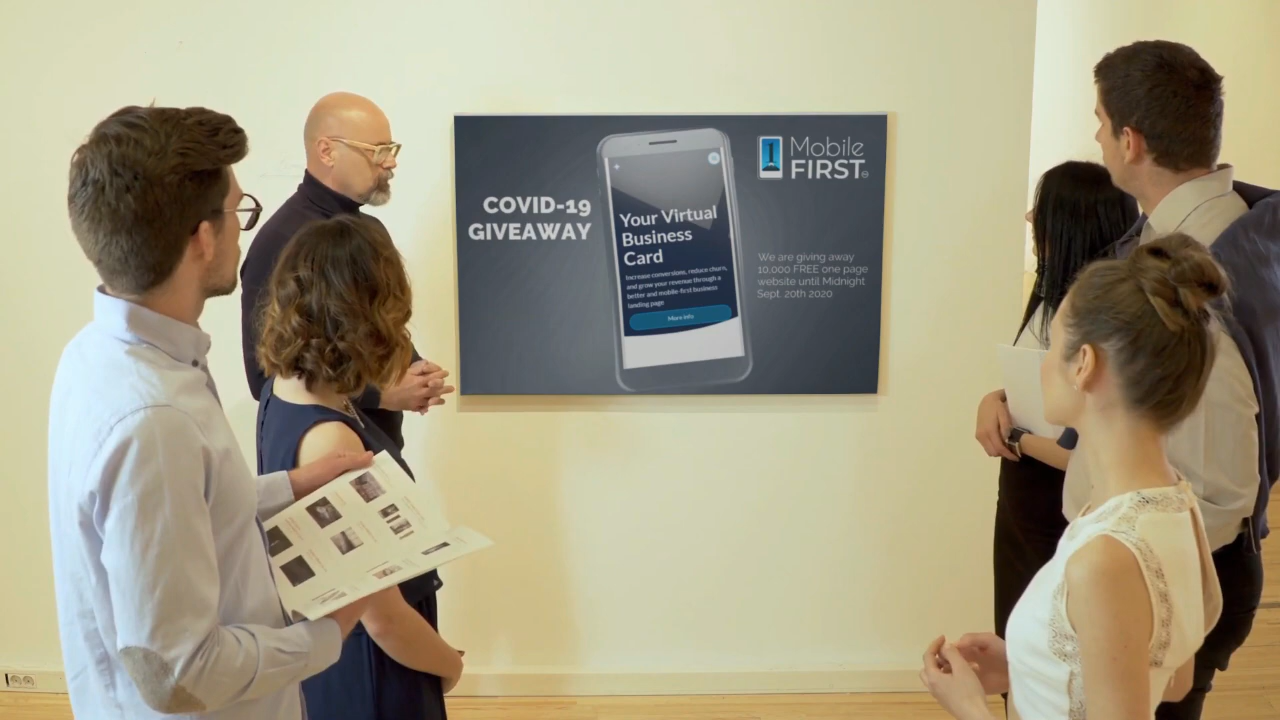 COVID-19
GIVEAWAY
Your Virtual
Business
Card
Increase conversions, reduce churn,
and grow your revenue through a
better and mobile-first business
landing page
More Info
1
Mobile
FIRST
We are giving away
10,000 FREE one page
website until Midnight
Sept. 20th 2020